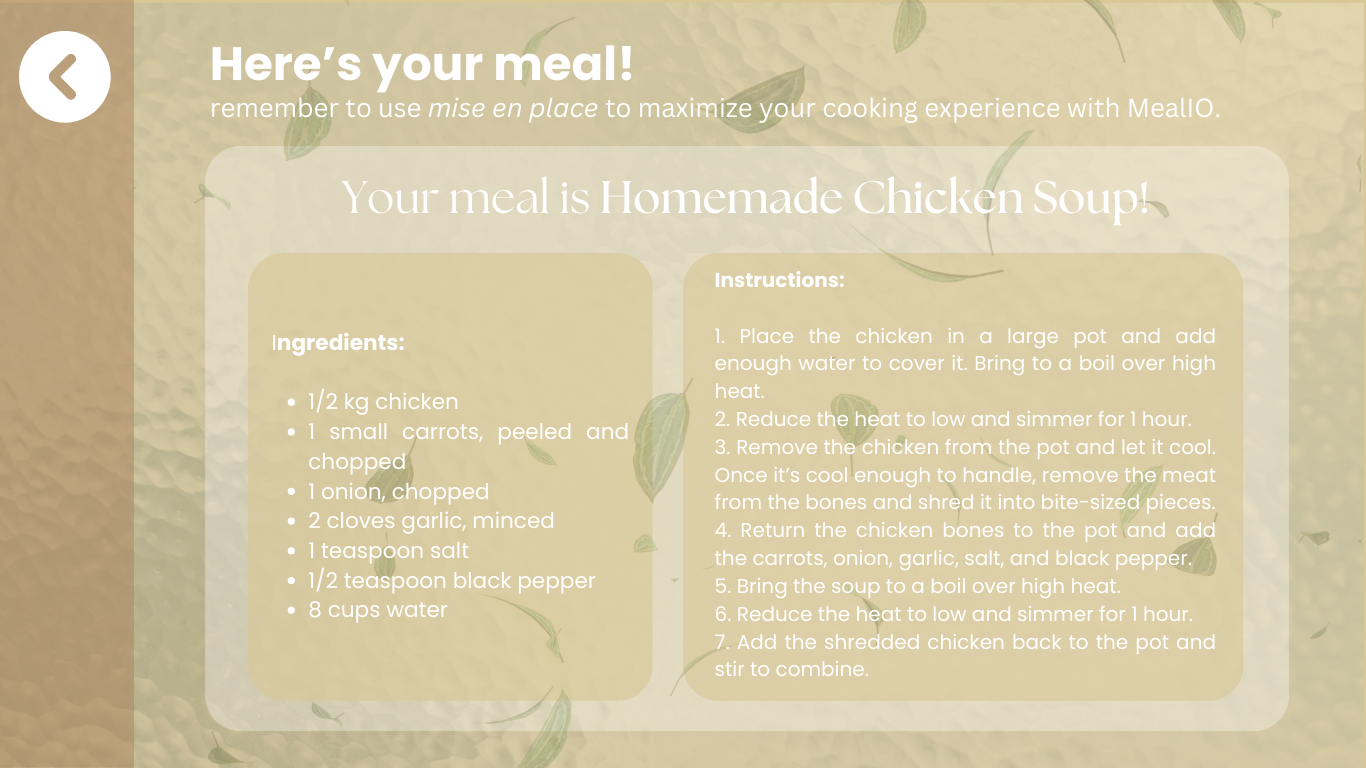 Here’s your meal!
remember to use mise en place to maximize your cooking experience with MealIO.
Your meal is Homemade Chicken Soup!
Ingredients:
• 1/2 kg chicken
• 1 small carrots, peeled and
chopped
• 1 onion, chopped
• 2 cloves garlic, minced
• 1 teaspoon salt
• 1/2 teaspoon black pepper
• 8 cups water
Instructions:
1. Place the chicken in a large pot and add
enough water to cover it. Bring to a boil over high
heat.
2. Reduce the heat to low and simmer for 1 hour.
3. Remove the chicken from the pot and let it cool.
Once it’s cool enough to handle, remove the meat
from the bones and shred it into bite-sized pieces.
4. Return the chicken bones to the pot and add
the carrots, onion, garlic, salt, and black pepper.
5. Bring the soup to a boil over high heat.
6. Reduce the heat to low and simmer for 1 hour.
7. Add the shredded chicken back to the pot and
stir to combine.